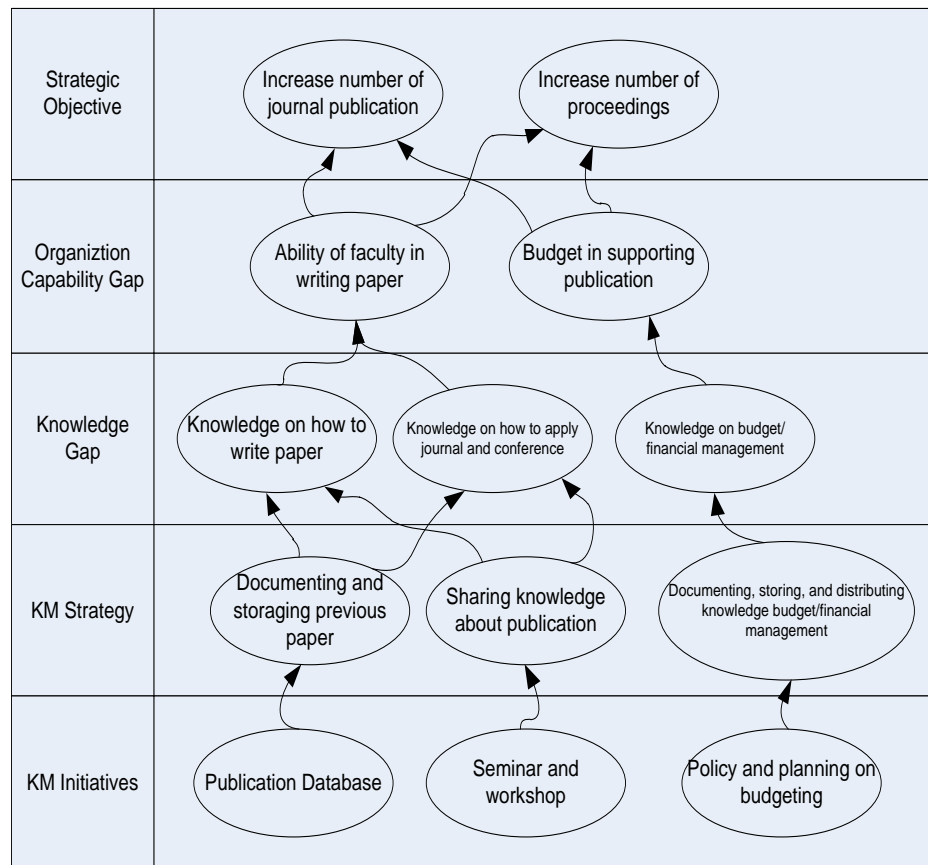 Strategic
Objective
Increase number of
journal publication
Increase number of
proceedings
Organiztion
Capability Gap
Ability of faculty in
writing paper
Budget in supporting
publication
Knowledge
Gap
Knowledge on how to
write paper
Knowledge on how to apply
journal and conference
Knowledge on budget/
financial management
KM Strategy
Documenting and
storaging previous
paper
Sharing knowledge
about publication
Documenting, storing, and distributing
knowledge budget/financial
management
KM Initiatives
Publication Database
Seminar and
workshop
Policy and planning on
budgeting